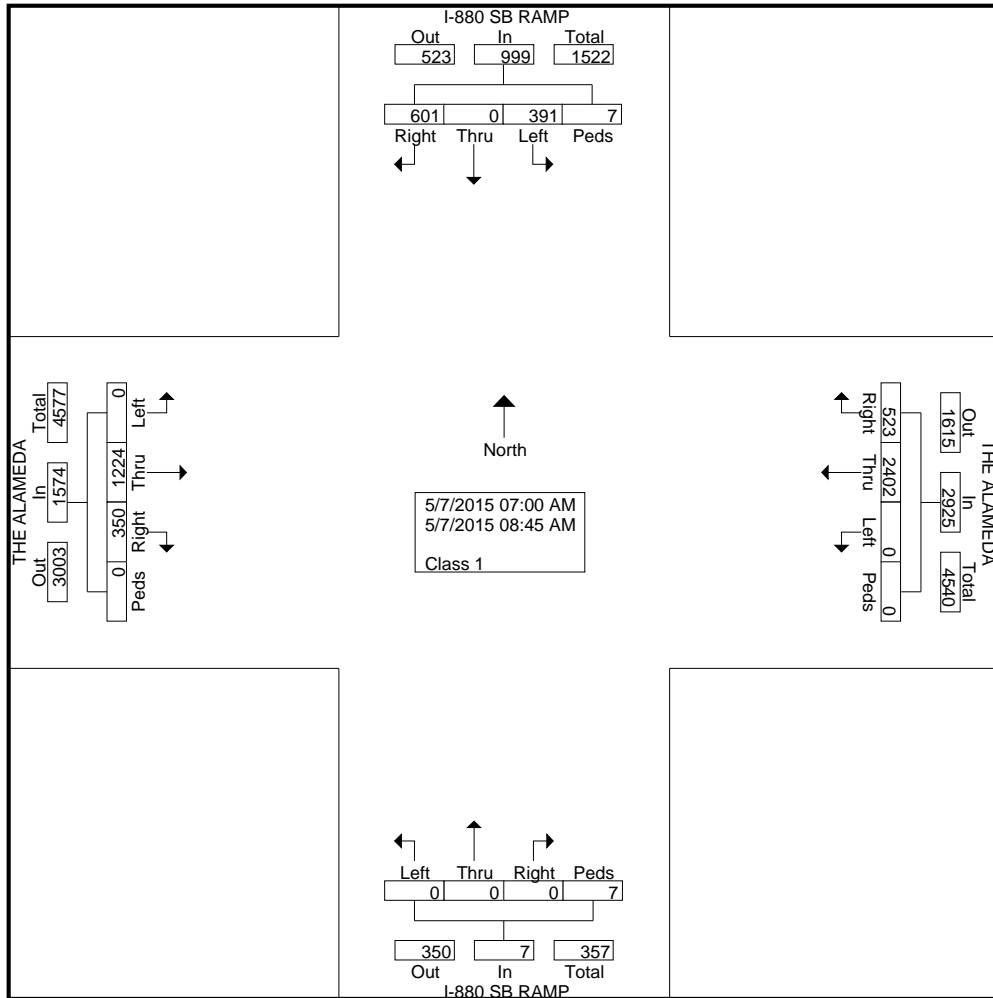 I-880 SB RAMP
Out In Total
523 999 1522
601 0 391 7
Right Thru Left Peds
THE ALAMEDA
Total In Out
4577 1574 3003
0 1224 350 0
Left Thru Right Peds
North
5/7/2015 07:00 AM
5/7/2015 08:45 AM
Class 1
Right Thru Left Peds
523 2402 0 0
Out In Total
1615 2925 4540
THE ALAMEDA
Left Thru Right Peds
0 0 0 7
350 7 357
Out In Total
I-880 SB RAMP